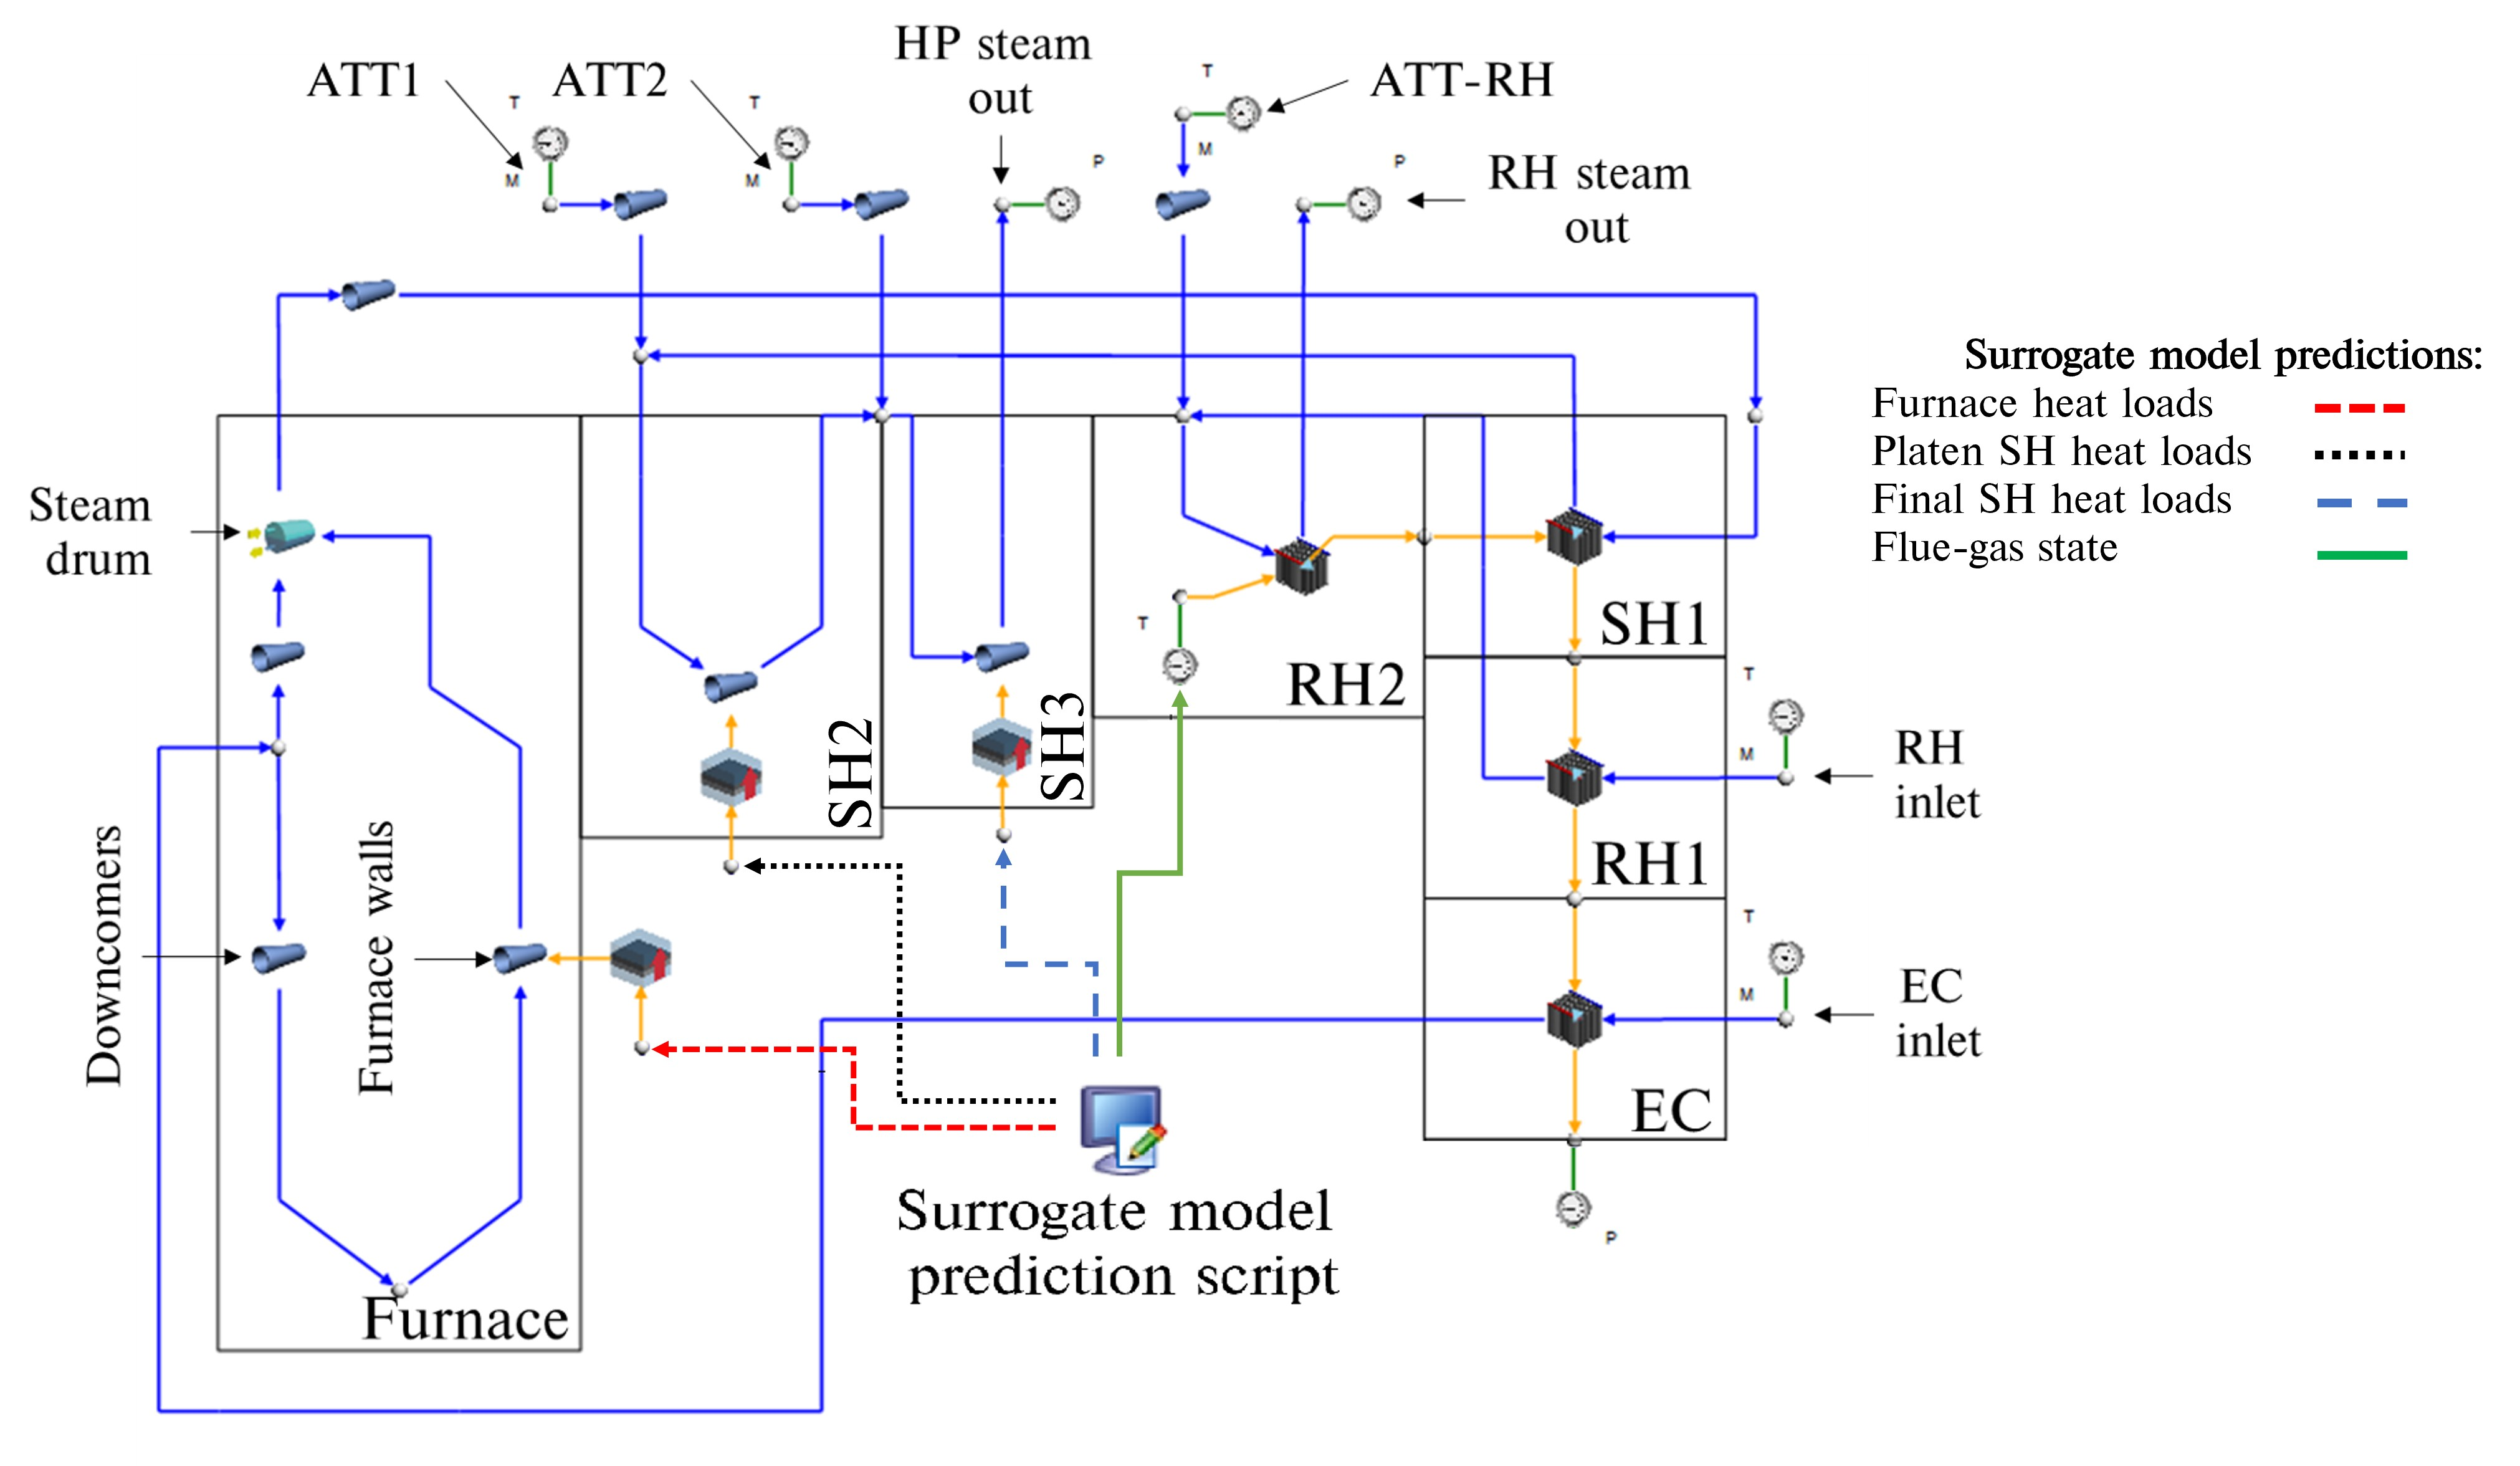 HP steam
out
ATT1
ATT2
ATT-RH
T
T
T
M
M
M
P
P
RH steam
out
Surrogate model predictions:
Furnace heat loads
Platen SH heat loads
Final SH heat loads
Flue-gas state
Steam
drum
SH1
T
RH2
T
SH2
SH3
M
RH
inlet
RH1
Downcomers
Furnace walls
T
M
EC
inlet
EC
Surrogate model
prediction script
P
Furnace